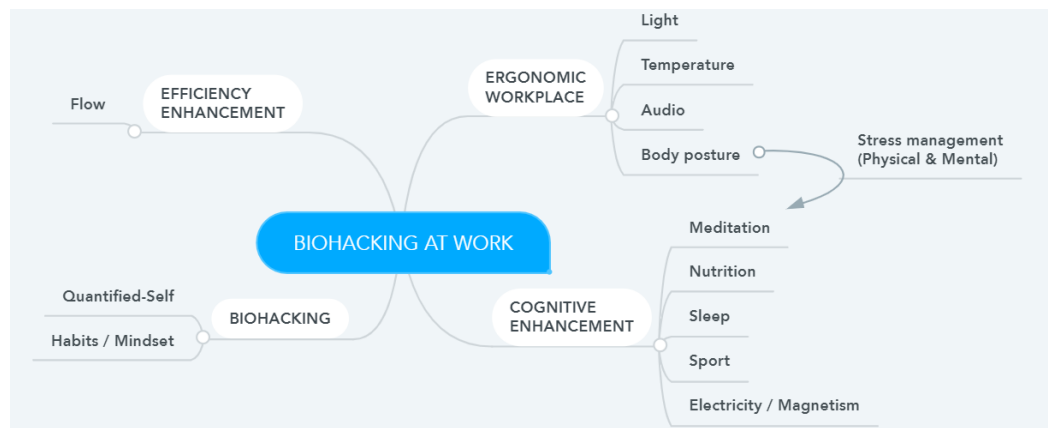 EFFICIENCY
ENHANCEMENT
Flow
ERGONOMIC
WORKPLACE
Light
Temperature
Audio
Body posture
Stress management
(Physical & Mental)
BIOHACKING AT WORK
BIOHACKING
Quantified-Self
Habits / Mindset
COGNITIVE
ENHANCEMENT
Meditation
Nutrition
Sleep
Sport
Electricity / Magnetism